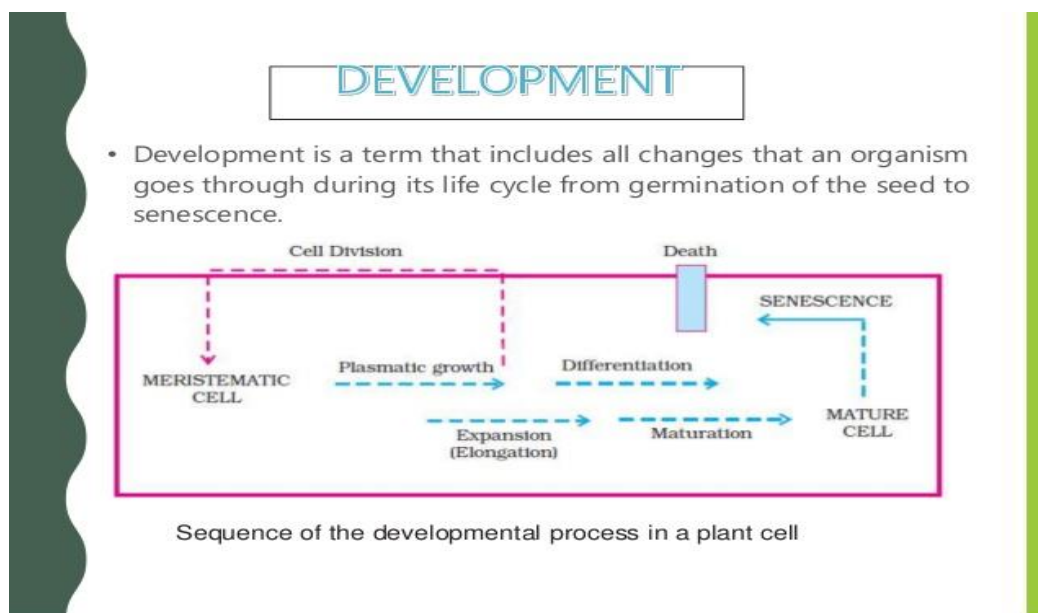 DEVELOPMENT
• Development is a term that includes all changes that an organism
goes through during its life cycle from germination of the seed to
senescence.
Cell Division
Death
SENESCENCE
Plasmatic growth
Differentiation
MERISTEMATIC
CELL
Expansion
(Elongation)
Maturation
MATURE
CELL
Sequence of the developmental process in a plant cell